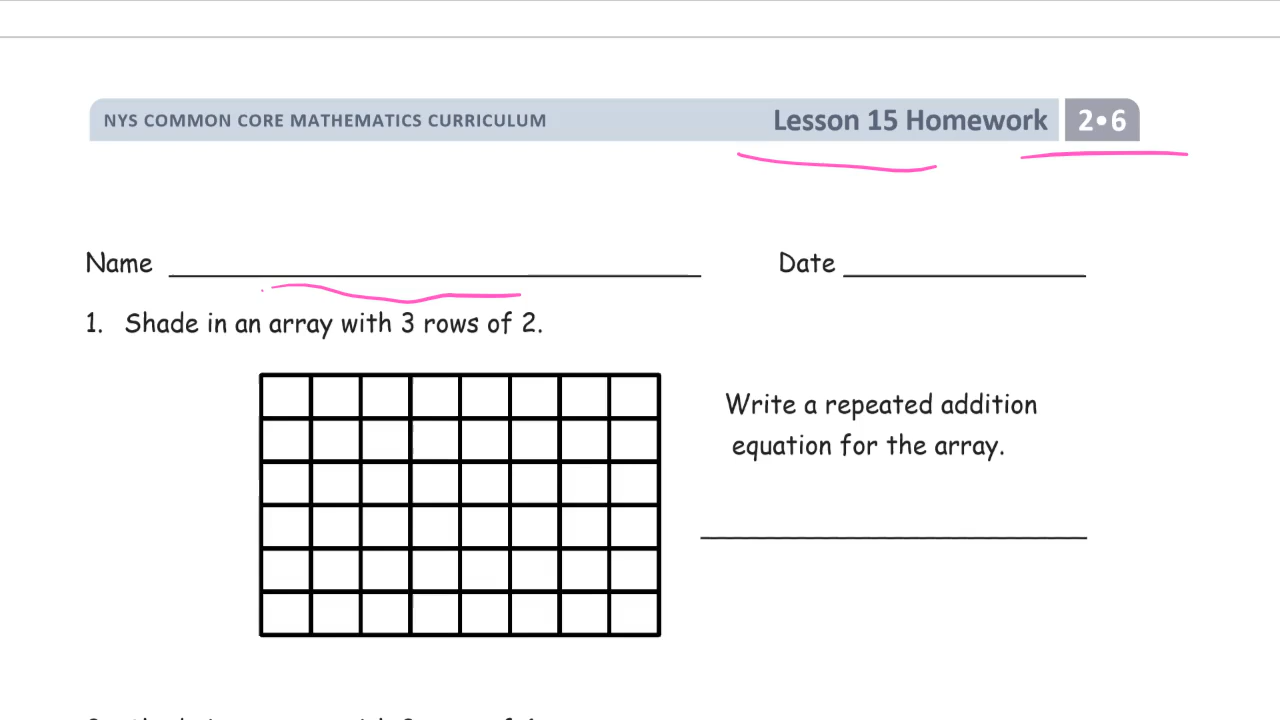 NYS COMMON CORE MATHEMATICS CURRICULUM Lesson 15 Homework 2•6
Name Date
1. Shade in an array with 3 rows of 2.
Write a repeated addition
equation for the array.